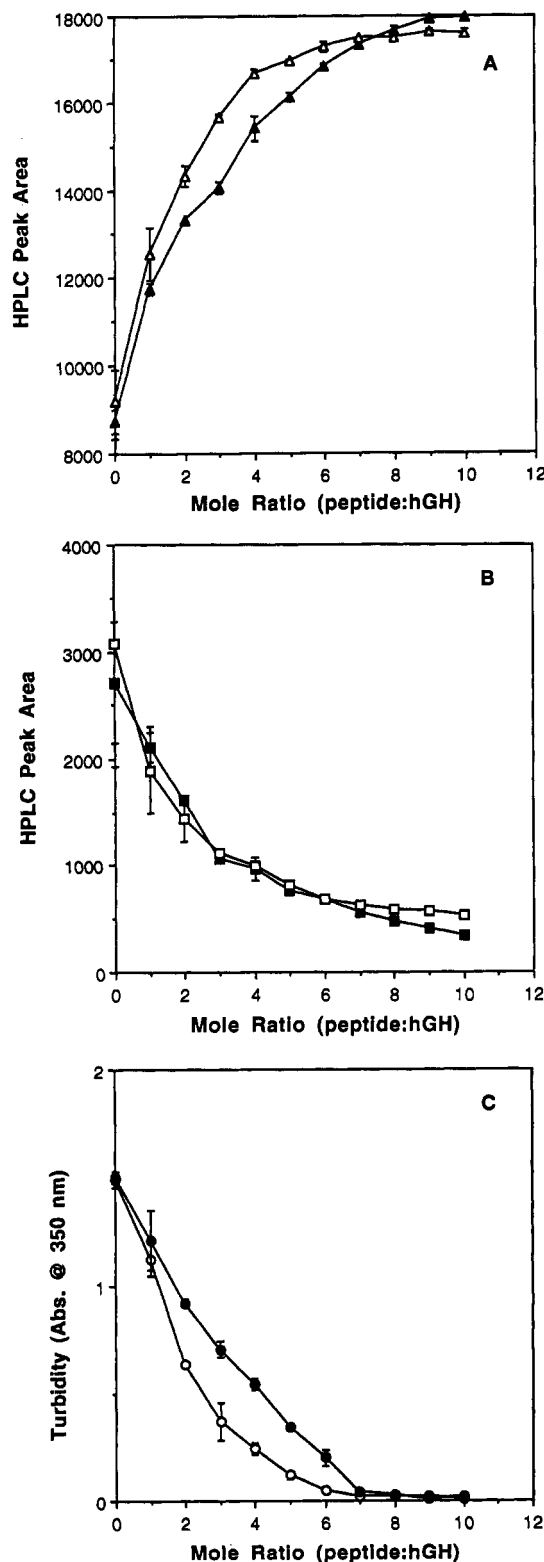 18000
A
16000
14000
HPLC Peak Area
12000
10000
8000
0 2 4 6 8 10 12
Mole Ratio (peptide:hGH)
4000
B
3000
HPLC Peak Area
2000
1000
0
0 2 4 6 8 10 12
Mole Ratio (peptide:hGH)
2
C
Turbidity (Abs. @ 350 nm)
1
0
0 2 4 6 8 10 12
Mole Ratio (peptide:hGH)